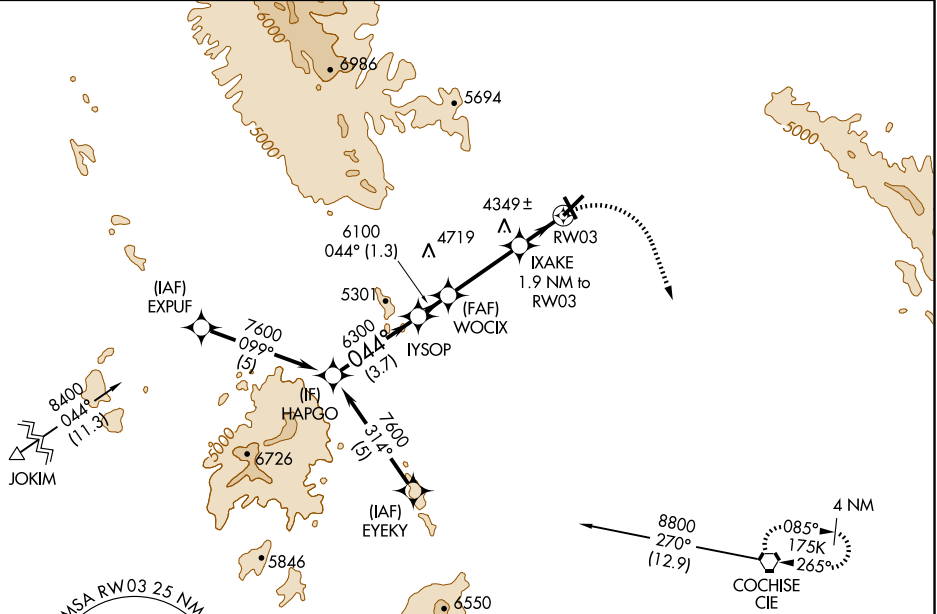 6000
6986
5694
5000
5000
4349 ±
6100
044° (1.3)
4719
RW03
IXAKE
1.9 NM to
RW03
(IAF)
EXPUF
5301
(FAF)
WOCIX
7600
099°
(5)
6300
044°
(3.7)
IYSOP
(IF)
HAPGO
8400
044°
(11.3)
JOKIM
5000
6726
7600
314°
(5)
(IAF)
EYEKY
4 NM
8800
270°
(12.9)
085°
175K
265°
COCHISE
CIE
5846
MSA RW03 25 NM
6550